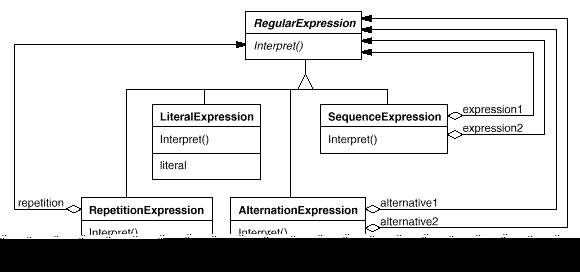 RegularExpression
Interpret()
LiteralExpression
Interpret()
literal
SequenceExpression
Interpret()
expression1
expression2
repetition
RepetitionExpression
Interpret()
AlternationExpression
Interpret()
alternative1
alternative2